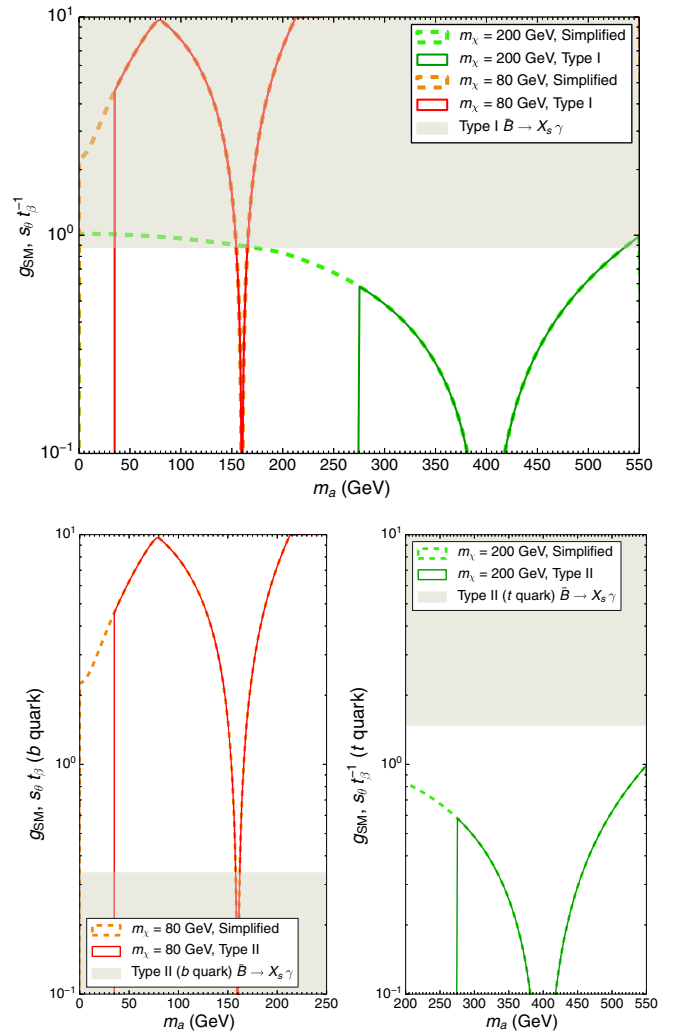 10¹
10⁰
10⁻¹
g_SM, s_θ t_β⁻¹
m_χ = 200 GeV, Simplified
m_χ = 200 GeV, Type I
m_χ = 80 GeV, Simplified
m_χ = 80 GeV, Type I
Type I B̄ → X_s γ
0 50 100 150 200 250 300 350 400 450 500 550
m_a (GeV)
10¹
10⁰
10⁻¹
g_SM, s_θ t_β (b quark)
m_χ = 80 GeV, Simplified
m_χ = 80 GeV, Type II
Type II (b quark) B̄ → X_s γ
0 50 100 150 200 250
m_a (GeV)
10¹
10⁰
10⁻¹
g_SM, s_θ t_β⁻¹ (t quark)
m_χ = 200 GeV, Simplified
m_χ = 200 GeV, Type II
Type II (t quark) B̄ → X_s γ
200 250 300 350 400 450 500 550
m_a (GeV)